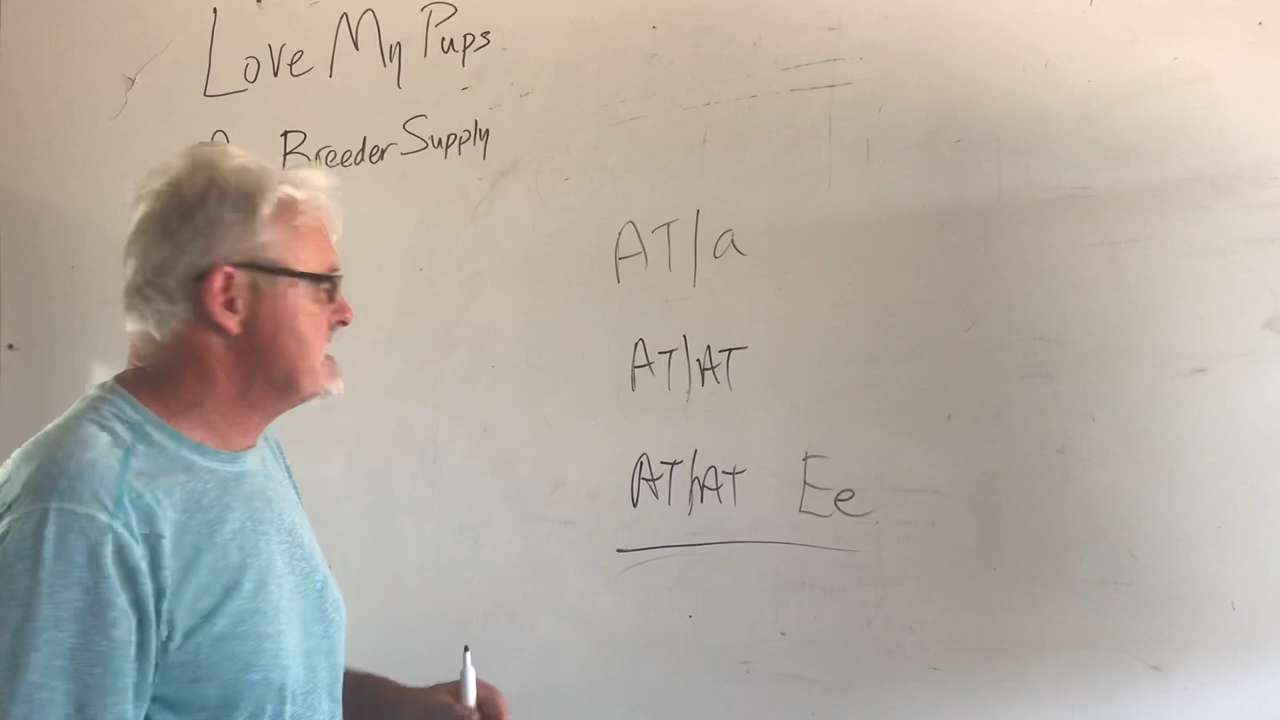 Love My Pups
Breeder Supply
AT/a
AT/AT
AT/AT Ee